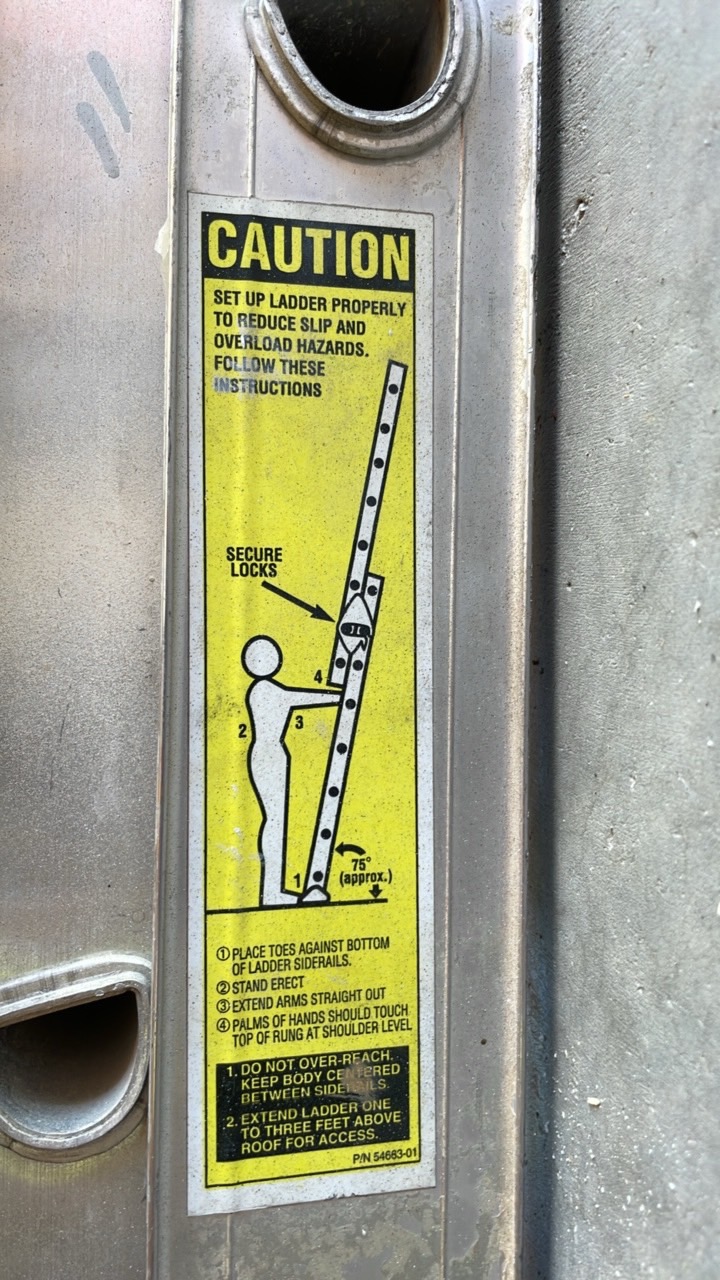 CAUTION
SET UP LADDER PROPERLY
TO REDUCE SLIP AND
OVERLOAD HAZARDS.
FOLLOW THESE
INSTRUCTIONS
SECURE
LOCKS
4
2
3
1
75°
(approx.)
① PLACE TOES AGAINST BOTTOM
OF LADDER SIDERAILS.
② STAND ERECT
③ EXTEND ARMS STRAIGHT OUT
④ PALMS OF HANDS SHOULD TOUCH
TOP OF RUNG AT SHOULDER LEVEL
1. DO NOT OVER-REACH.
KEEP BODY CENTERED
BETWEEN SIDERAILS.
2. EXTEND LADDER ONE
TO THREE FEET ABOVE
ROOF FOR ACCESS.
P/N 54663-01